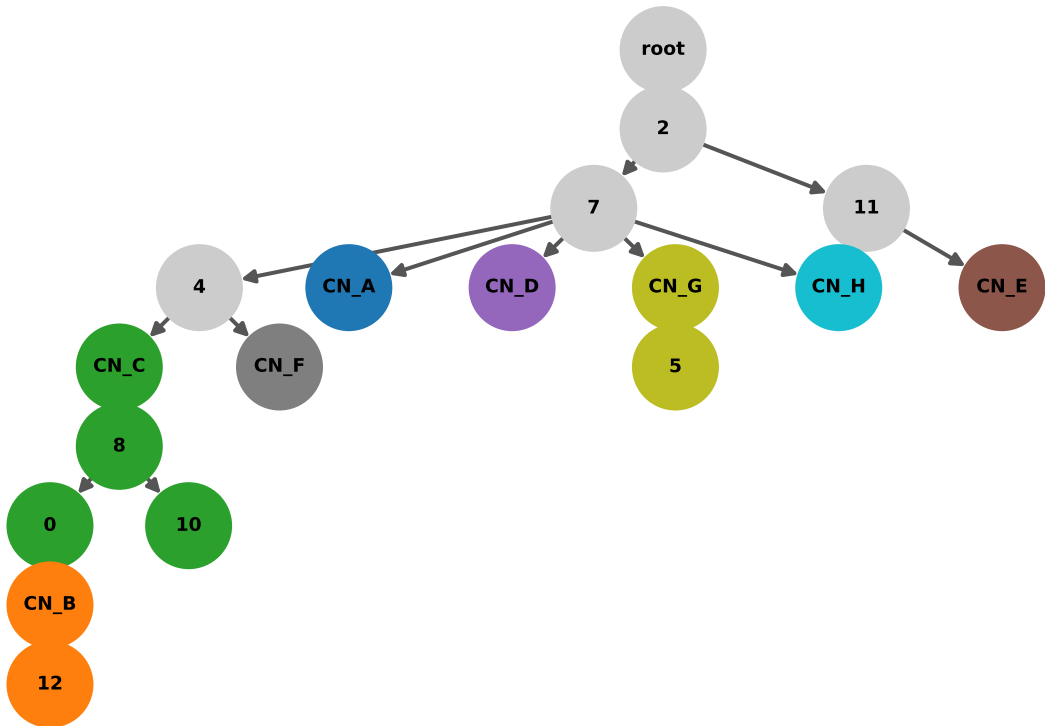 root
2
7
11
4
CN_A
CN_D
CN_G
CN_H
CN_E
CN_C
CN_F
5
8
0
10
CN_B
12